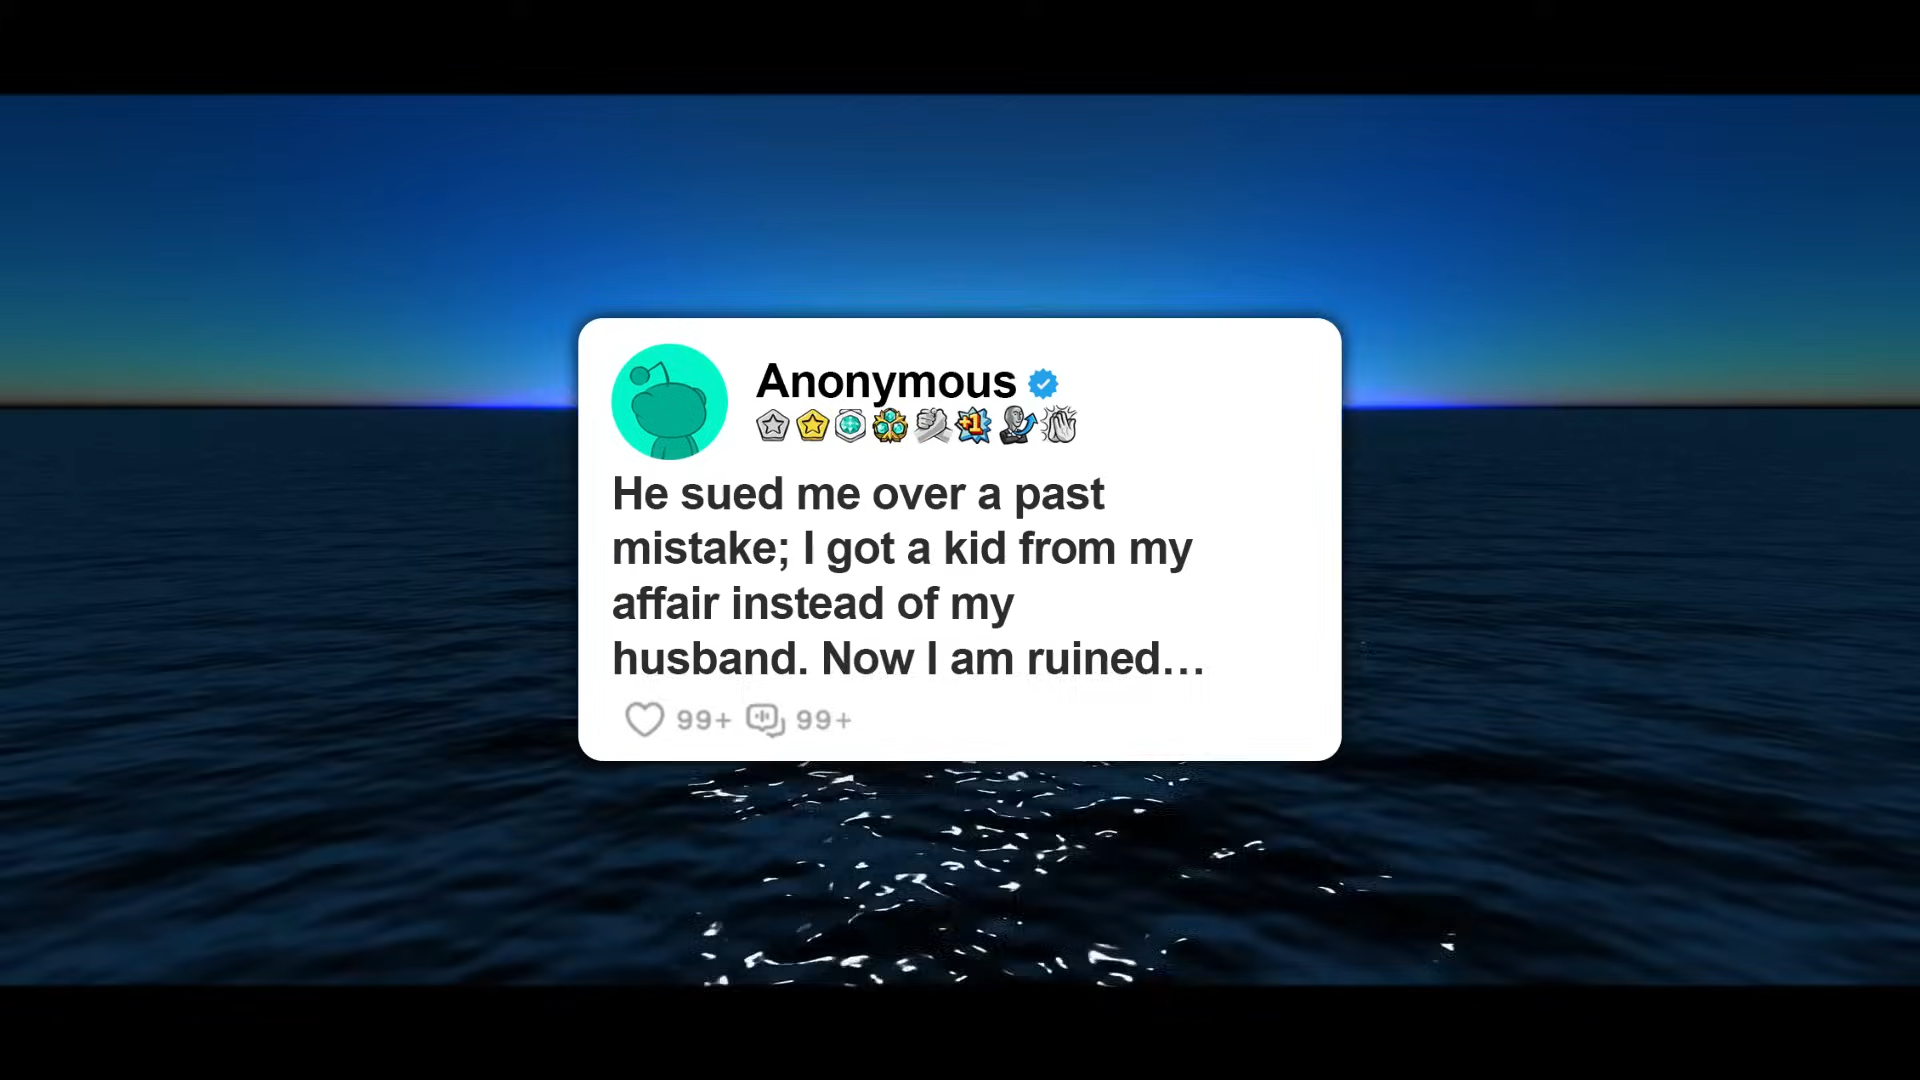 Anonymous
+1
He sued me over a past
mistake; I got a kid from my
affair instead of my
husband. Now I am ruined…
99+ 99+